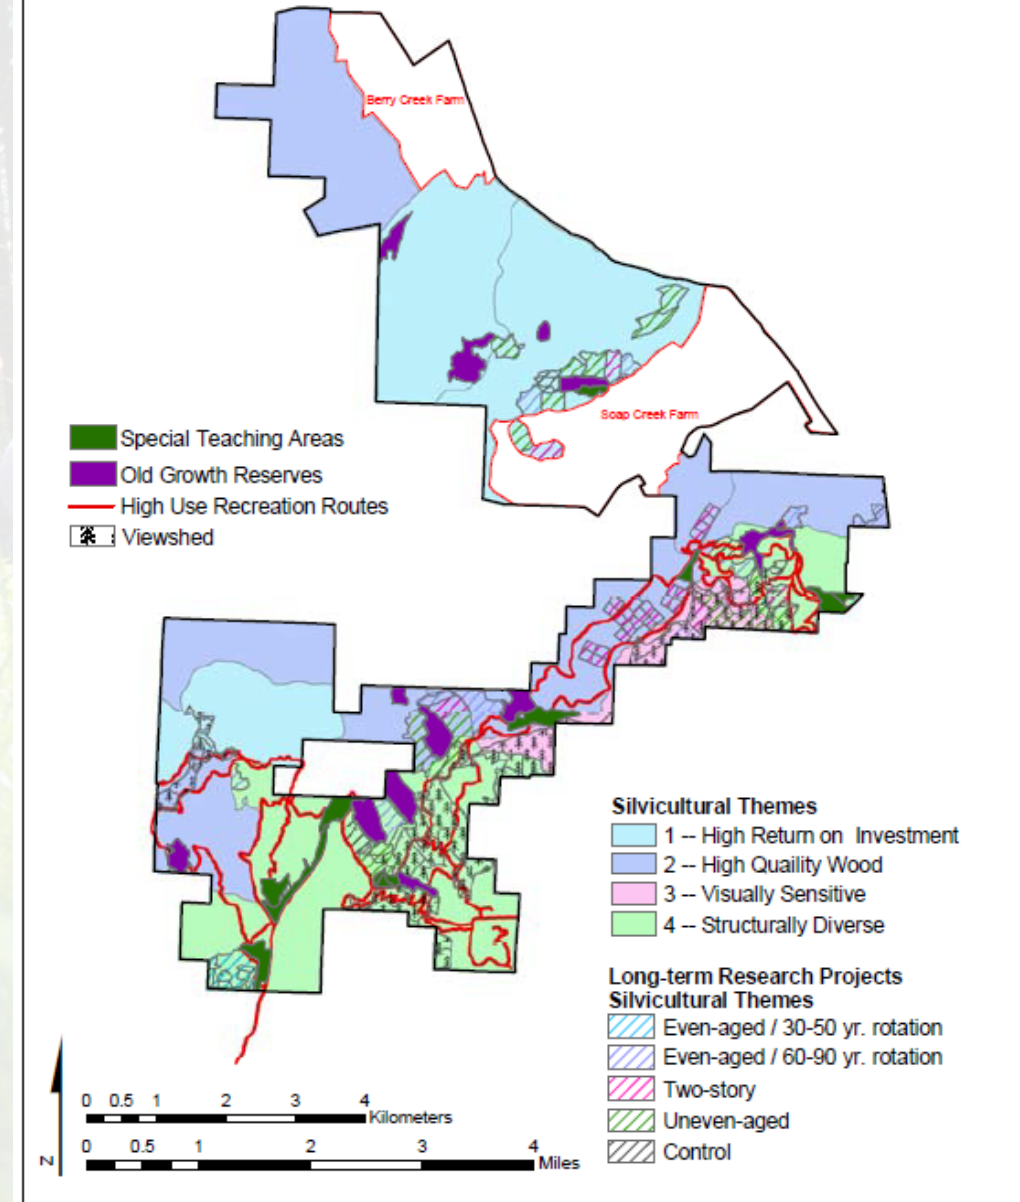 Berry Creek Farm
Soap Creek Farm
Special Teaching Areas
Old Growth Reserves
High Use Recreation Routes
Viewshed
Silvicultural Themes
1 -- High Return on Investment
2 -- High Quaility Wood
3 -- Visually Sensitive
4 -- Structurally Diverse
Long-term Research Projects
Silvicultural Themes
Even-aged / 30-50 yr. rotation
Even-aged / 60-90 yr. rotation
Two-story
Uneven-aged
Control
N
0 0.5 1 2 3 4
Kilometers
0 0.5 1 2 3 4
Miles